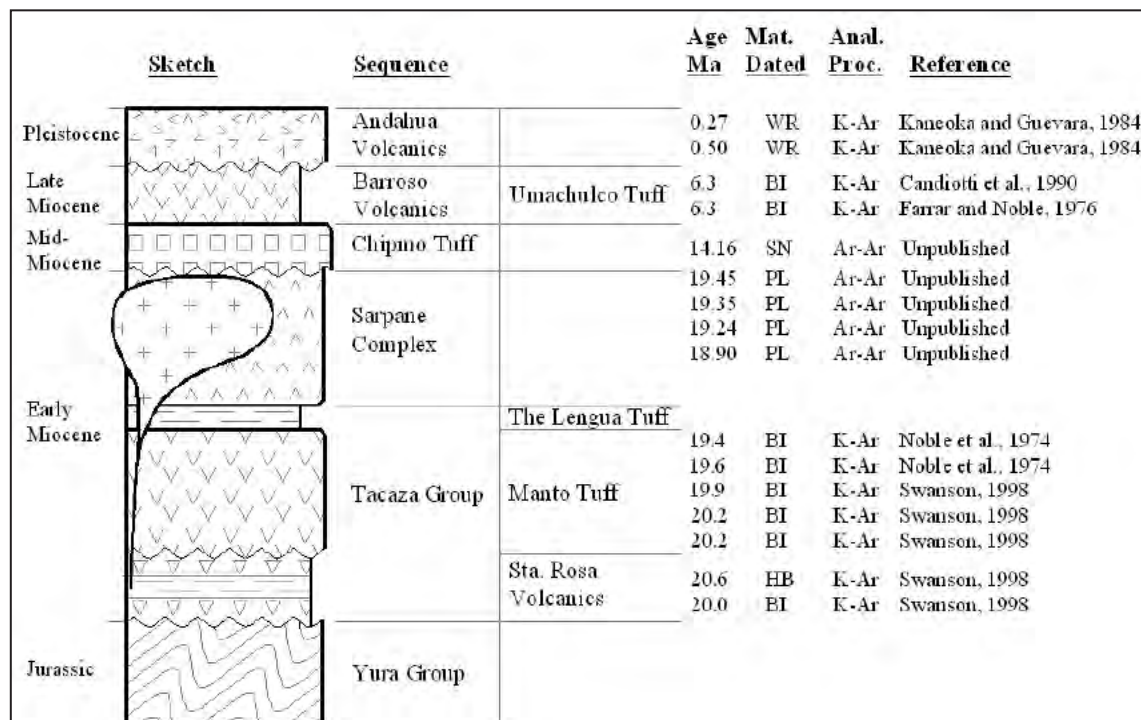 Sketch Sequence Age Ma Mat. Dated Anal. Proc. Reference
Pleistocene Andahua Volcanics 0.27 WR K-Ar Kaneoka and Guevara, 1984
0.50 WR K-Ar Kaneoka and Guevara, 1984
Late Miocene Barroso Volcanics Umachulco Tuff 6.3 BI K-Ar Candiotti et al., 1990
6.3 BI K-Ar Farrar and Noble, 1976
Mid-Miocene Chipmo Tuff 14.16 SN Ar-Ar Unpublished
19.45 PL Ar-Ar Unpublished
19.35 PL Ar-Ar Unpublished
Sarpane Complex 19.24 PL Ar-Ar Unpublished
18.90 PL Ar-Ar Unpublished
Early Miocene The Lengua Tuff
19.4 BI K-Ar Noble et al., 1974
19.6 BI K-Ar Noble et al., 1974
Tacaza Group Manto Tuff 19.9 BI K-Ar Swanson, 1998
20.2 BI K-Ar Swanson, 1998
20.2 BI K-Ar Swanson, 1998
Sta. Rosa Volcanics 20.6 HB K-Ar Swanson, 1998
20.0 BI K-Ar Swanson, 1998
Jurassic Yura Group